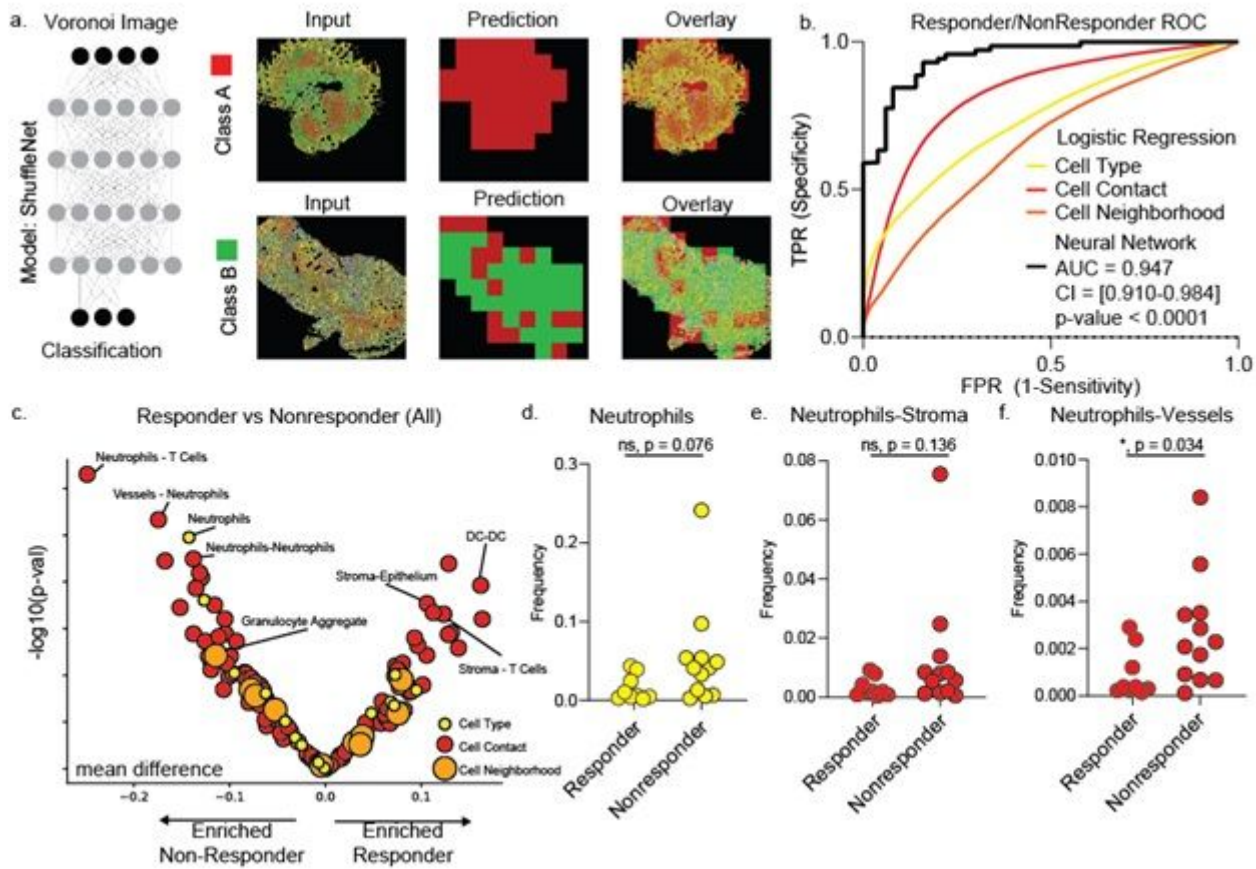 a.
Voronoi Image
Model: ShuffleNet
Classification
Class A
Input
Prediction
Overlay
Class B
Input
Prediction
Overlay
b.
Responder/NonResponder ROC
TPR (Specificity)
1.0
0.5
0.0
0.0
0.5
1.0
FPR (1-Sensitivity)
Logistic Regression
Cell Type
Cell Contact
Cell Neighborhood
Neural Network
AUC = 0.947
CI = [0.910-0.984]
p-value < 0.0001
c.
Responder vs Nonresponder (All)
-log10(p-val)
Neutrophils - T Cells
Vessels - Neutrophils
Neutrophils
Neutrophils-Neutrophils
Granulocyte Aggregate
DC-DC
Stroma-Epithelium
Stroma - T Cells
Cell Type
Cell Contact
Cell Neighborhood
mean difference
−0.2
−0.1
0.0
0.1
Enriched
Non-Responder
Enriched
Responder
d.
Neutrophils
ns, p = 0.076
Frequency
0.3
0.2
0.1
0.0
Responder
Nonresponder
e.
Neutrophils-Stroma
ns, p = 0.136
Frequency
0.08
0.06
0.04
0.02
0.00
Responder
Nonresponder
f.
Neutrophils-Vessels
*, p = 0.034
Frequency
0.010
0.008
0.006
0.004
0.002
0.000
Responder
Nonresponder